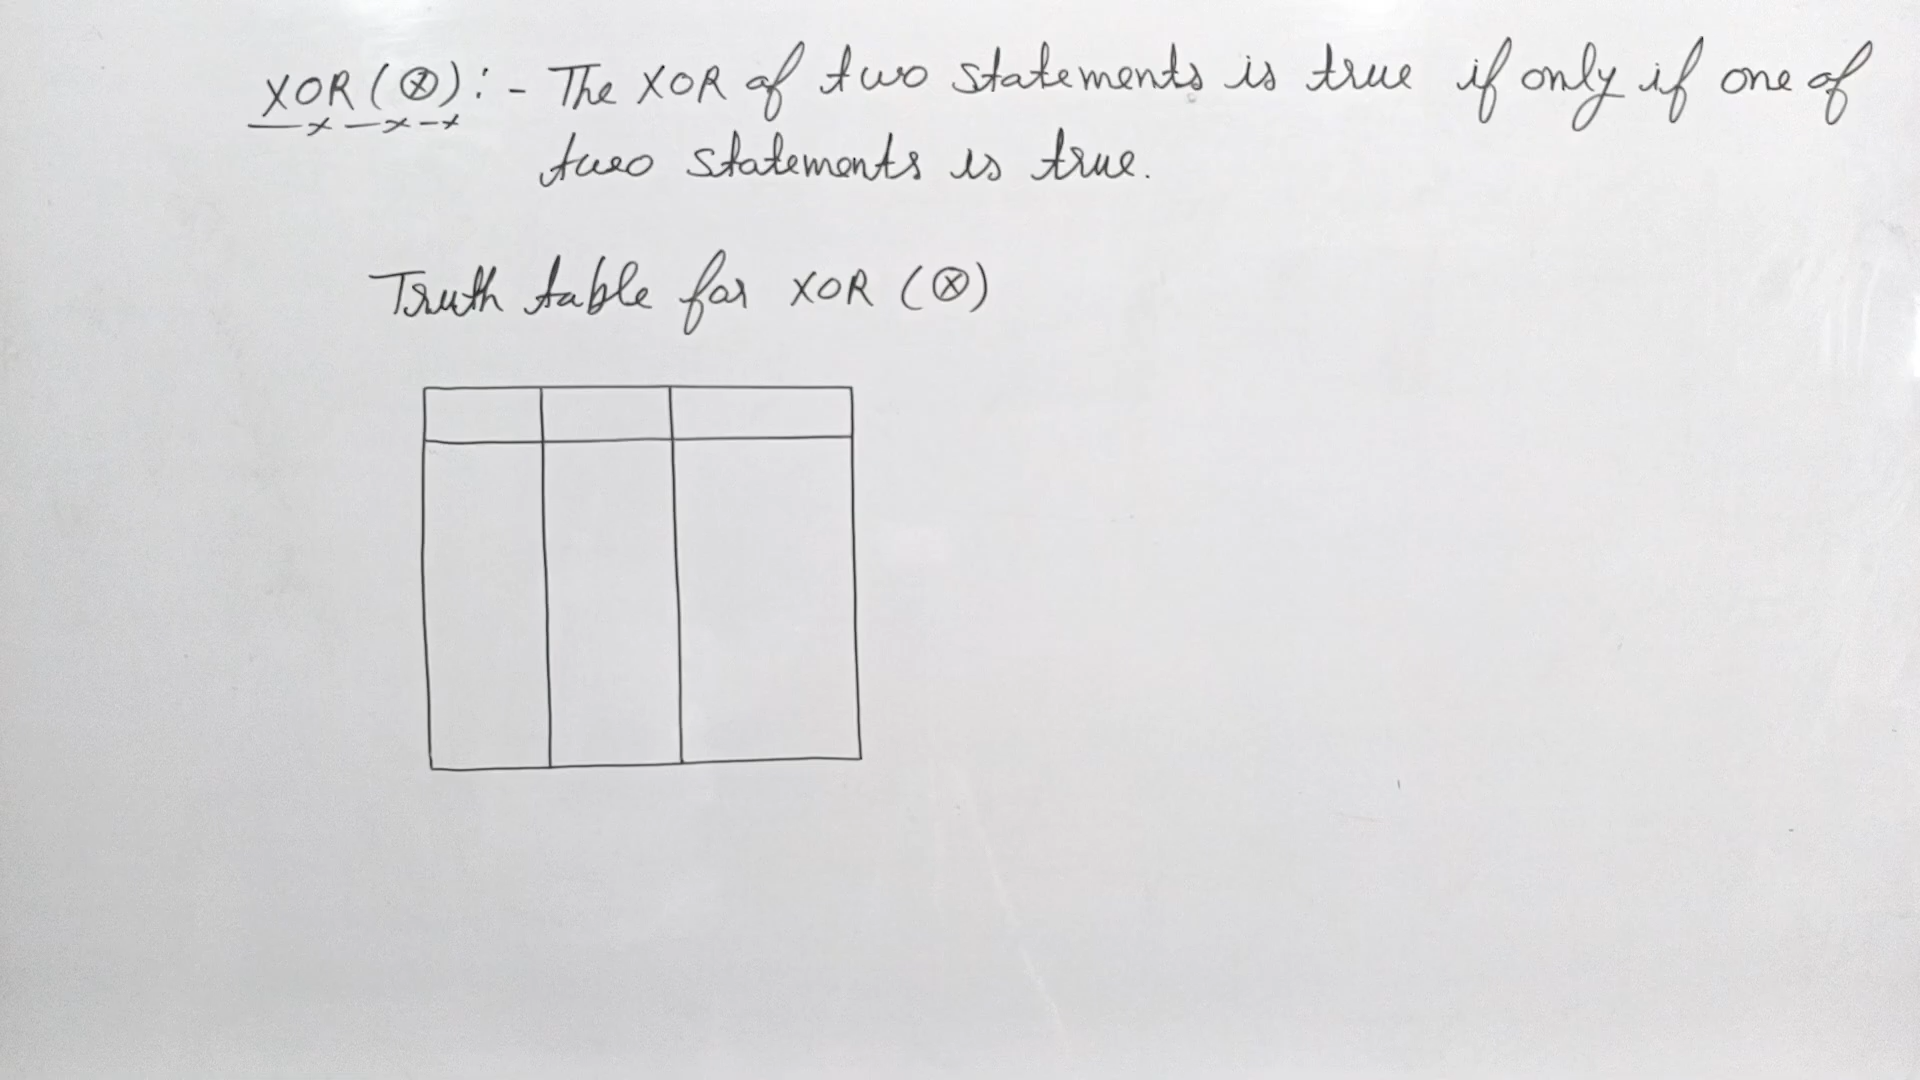 XOR (⊗) : - The XOR of two statements is true if only if one of
two statements is true.
Truth table for XOR (⊗)